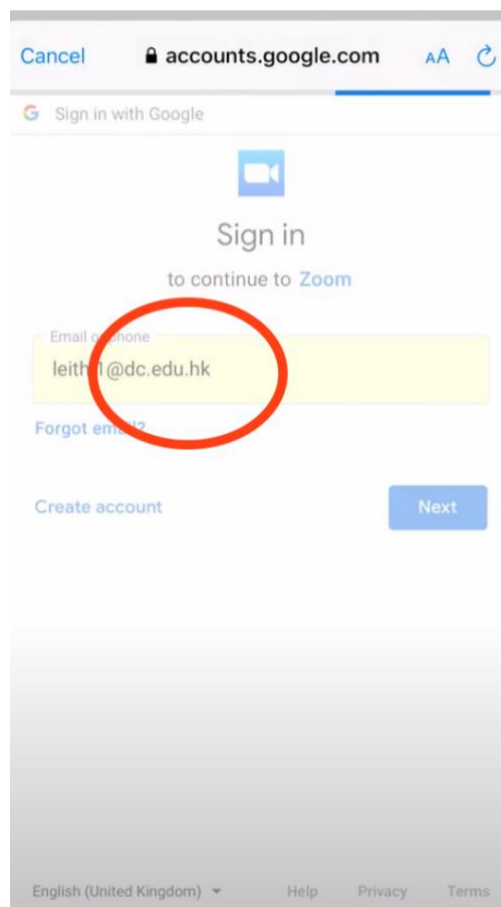 Cancel accounts.google.com AA
G Sign in with Google
Sign in
to continue to Zoom
Email or phone
@dc.edu.hk
Forgot email?
Create account Next
English (United Kingdom) Help Privacy Terms